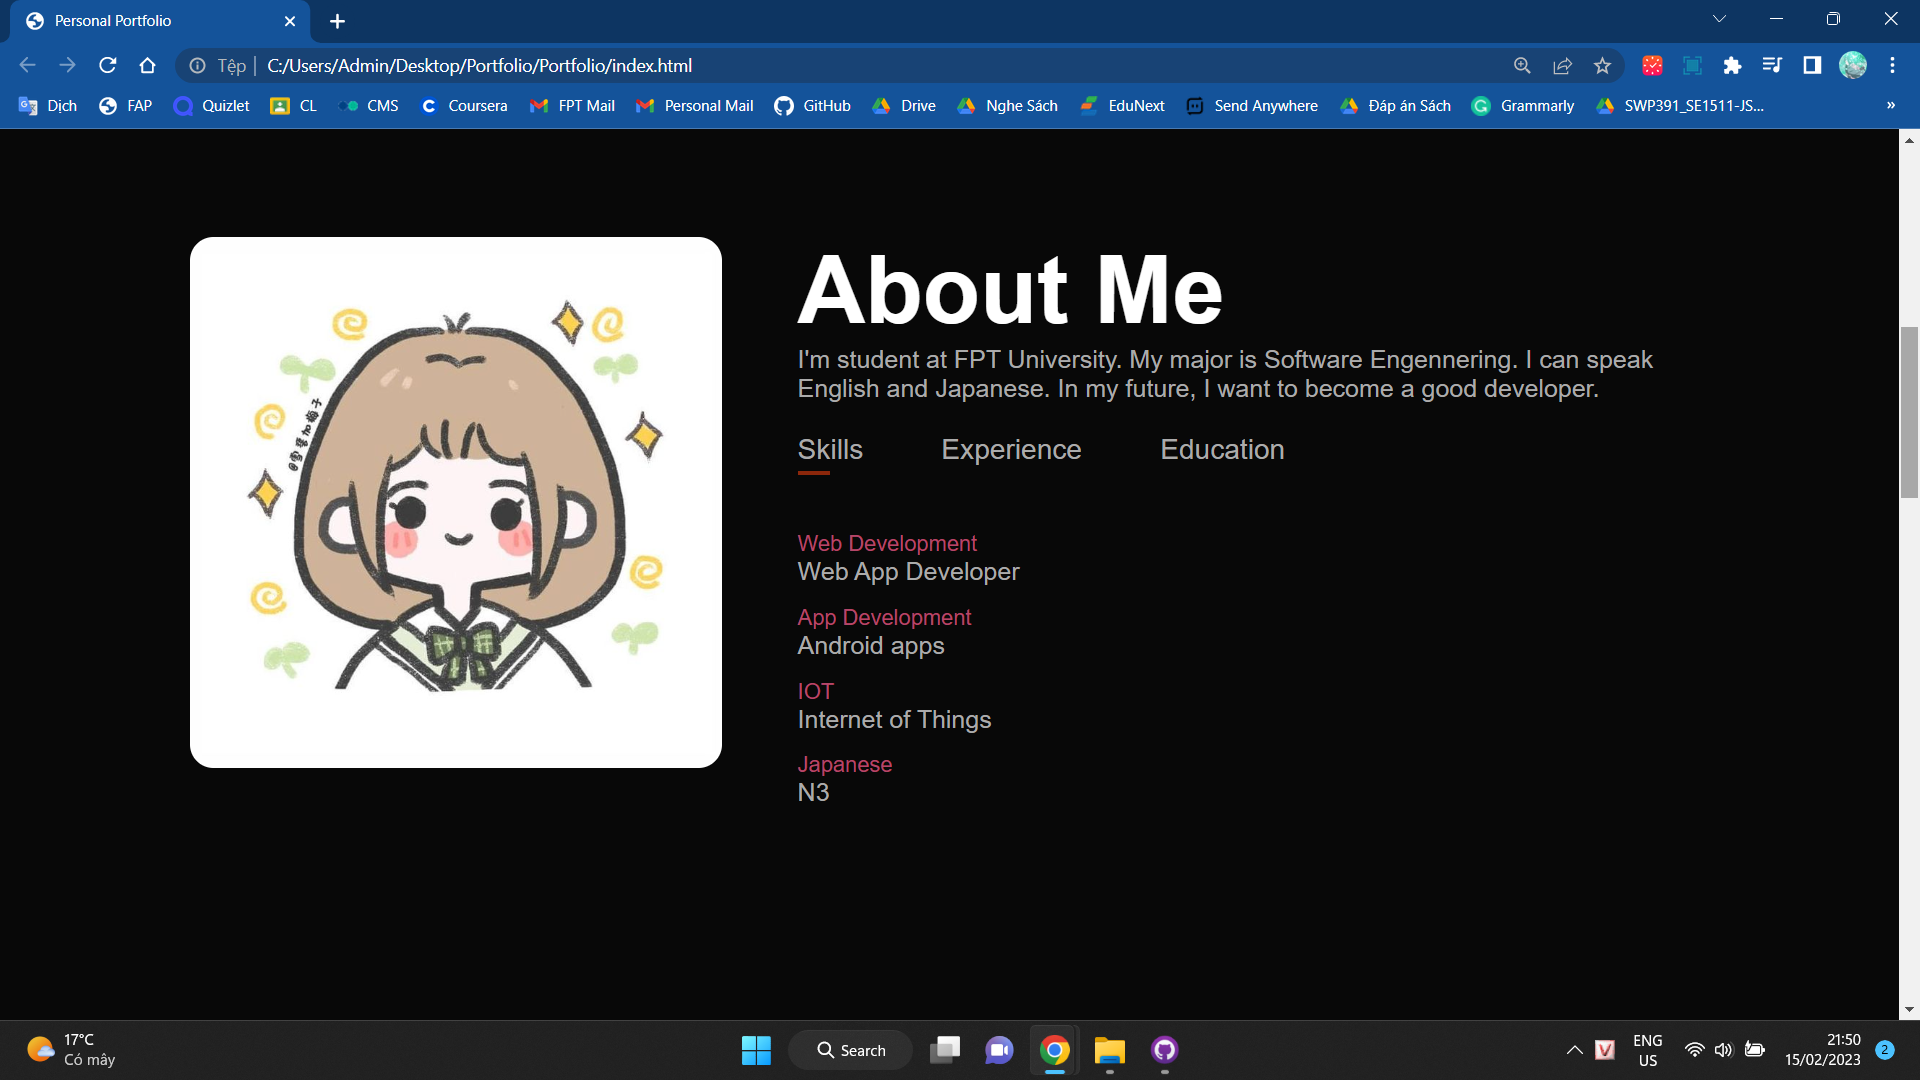 Personal Portfolio
Tệp | C:/Users/Admin/Desktop/Portfolio/Portfolio/index.html
Dịch FAP Quizlet CL CMS Coursera FPT Mail Personal Mail GitHub Drive Nghe Sách EduNext Send Anywhere Đáp án Sách Grammarly SWP391_SE1511-JS... »
About Me
I'm student at FPT University. My major is Software Engennering. I can speak
English and Japanese. In my future, I want to become a good developer.
Skills Experience Education
Web Development
Web App Developer
App Development
Android apps
IOT
Internet of Things
Japanese
N3
17°C
Có mây
Search
ENG
US
21:50
15/02/2023
2